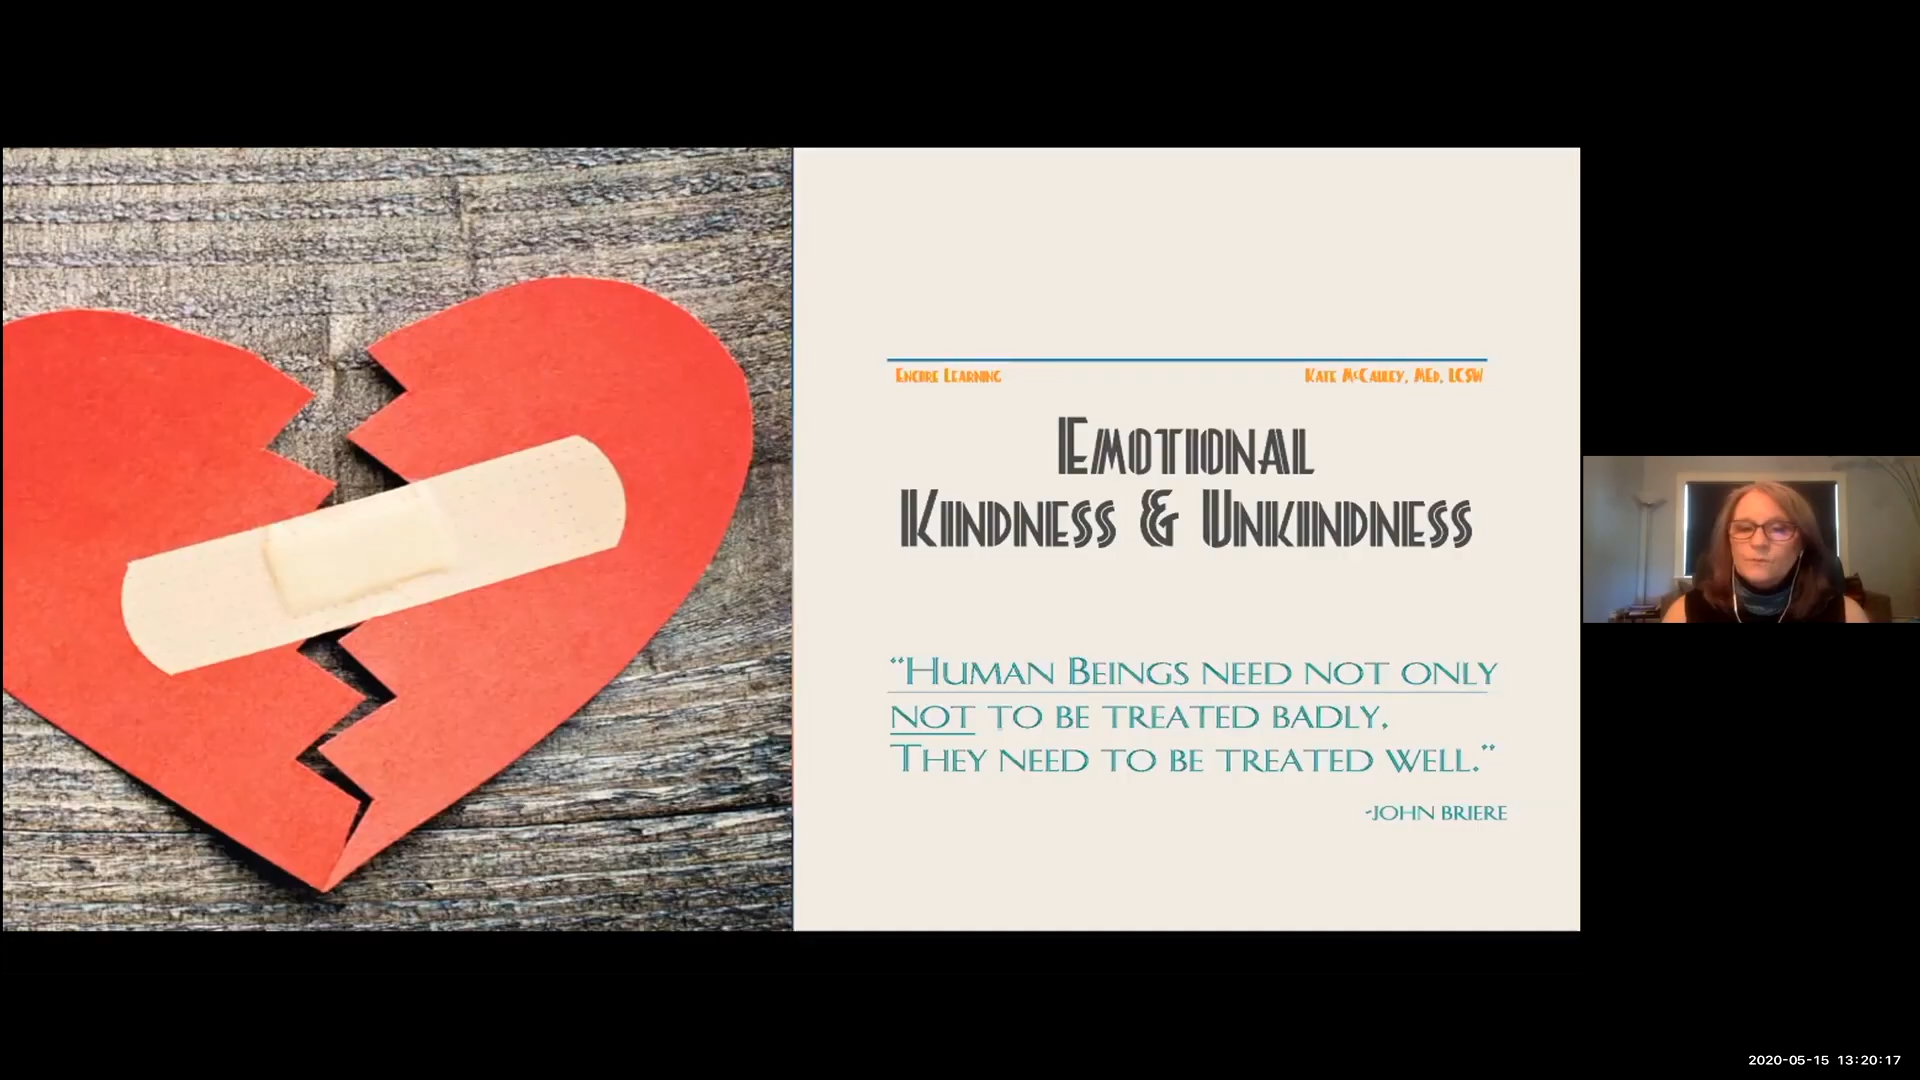 Encore Learning
Kate McCauley, MEd, LCSW
Emotional
Kindness & Unkindness
“Human Beings need not only
not to be treated badly,
They need to be treated well.”
-John Briere
2020-05-15 13:20:17